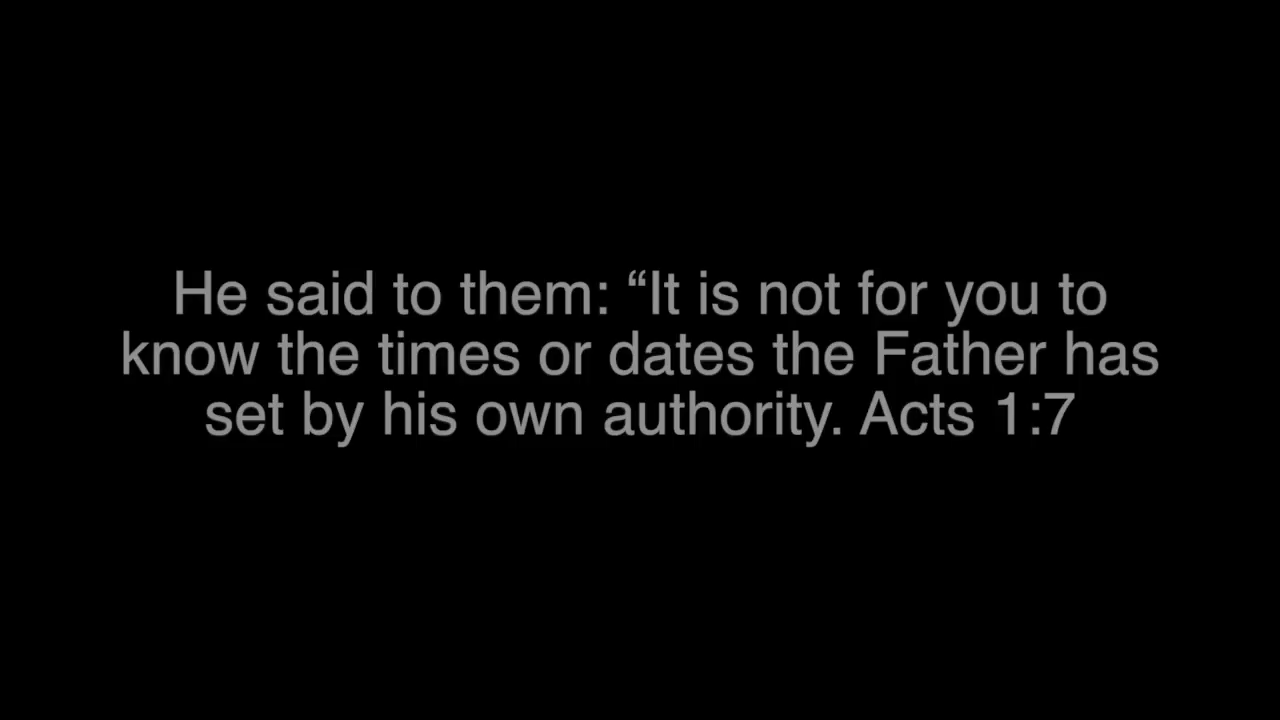 He said to them: “It is not for you to
know the times or dates the Father has
set by his own authority. Acts 1:7